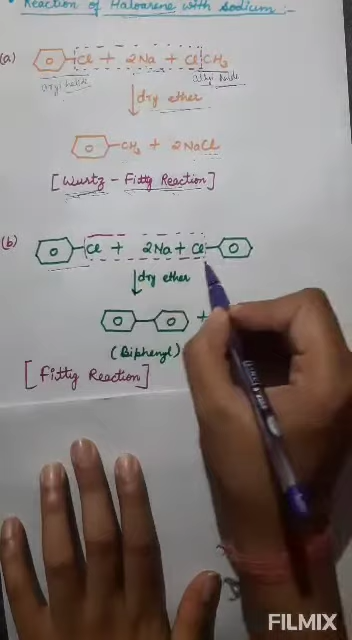 Reaction of Haloarene with sodium :-
(a) Cl + 2Na + Cl CH3
aryl halide alkyl halide
dry ether
CH3 + 2NaCl
[Wurtz - Fittg Reaction]
(b) Cl + 2Na + Cl
dry ether
+
(Biphenyl)
[Fittig Reaction]
FILMIX